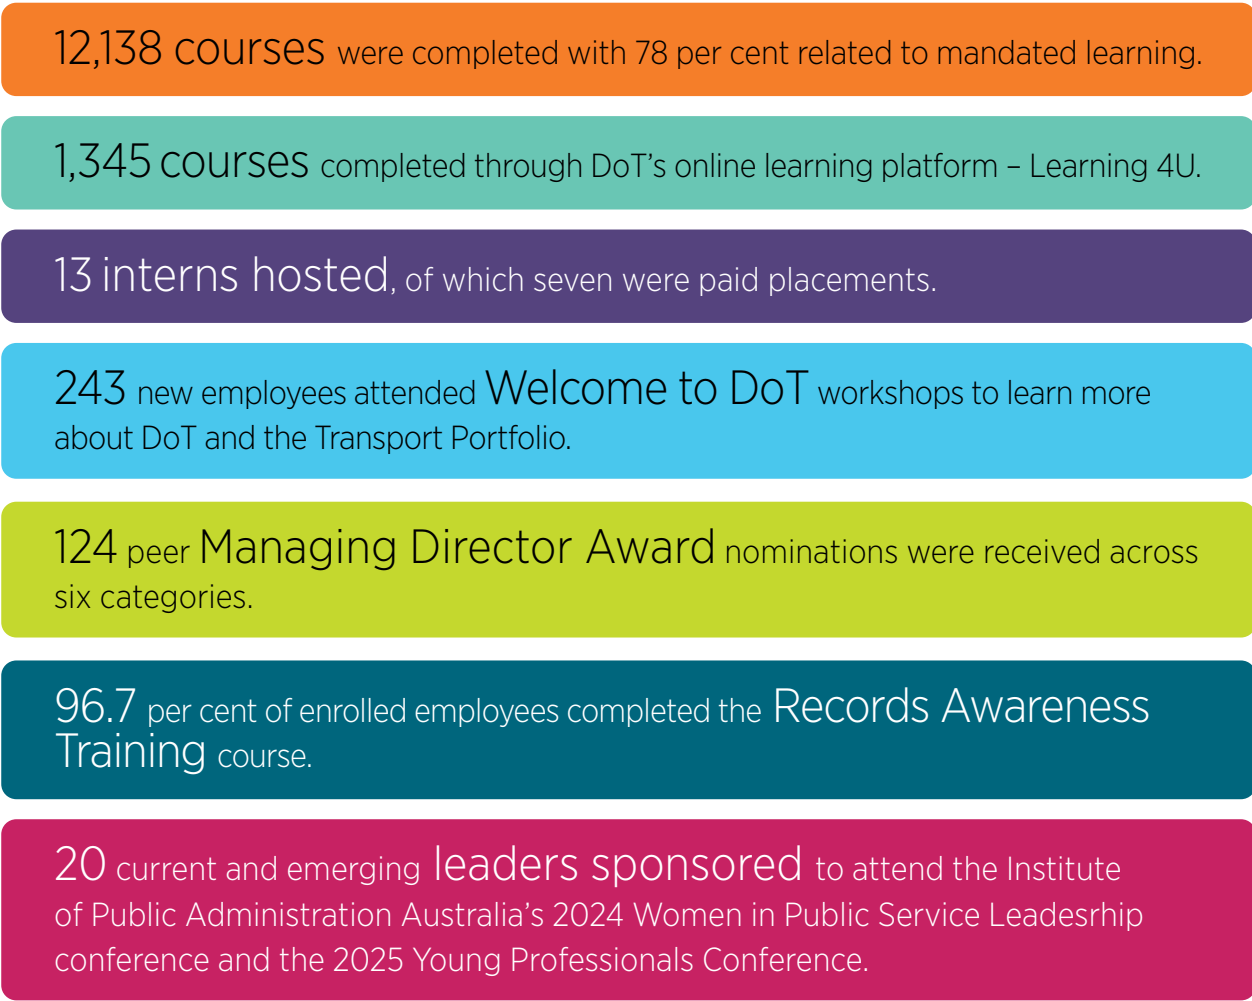 12,138 courses were completed with 78 per cent related to mandated learning.
1,345 courses completed through DoT’s online learning platform – Learning 4U.
13 interns hosted, of which seven were paid placements.
243 new employees attended Welcome to DoT workshops to learn more
about DoT and the Transport Portfolio.
124 peer Managing Director Award nominations were received across
six categories.
96.7 per cent of enrolled employees completed the Records Awareness
Training course.
20 current and emerging leaders sponsored to attend the Institute
of Public Administration Australia’s 2024 Women in Public Service Leadesrhip
conference and the 2025 Young Professionals Conference.